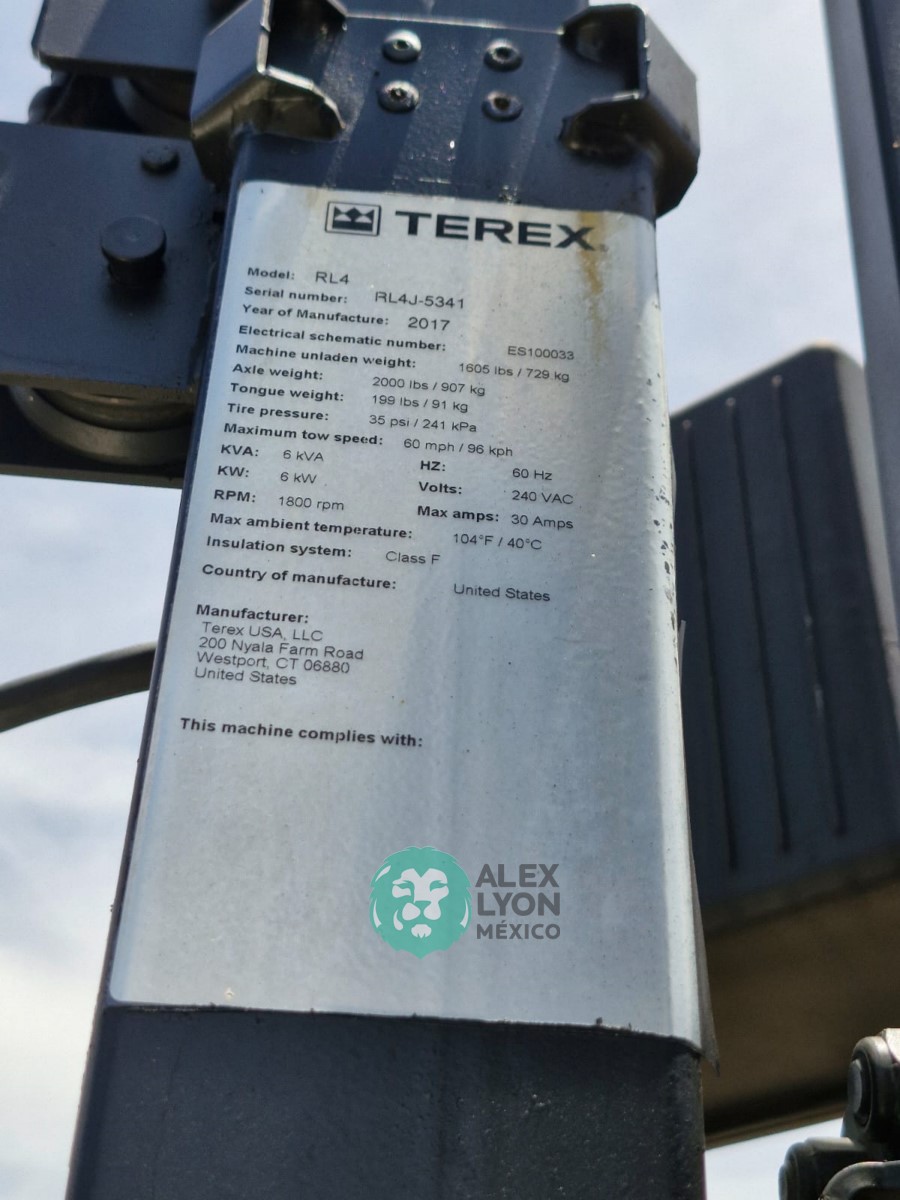 TEREX
Model: RL4
Serial number: RL4J-5341
Year of Manufacture: 2017
Electrical schematic number: ES100033
Machine unladen weight: 1605 lbs / 729 kg
Axle weight: 2000 lbs / 907 kg
Tongue weight: 199 lbs / 91 kg
Tire pressure: 35 psi / 241 kPa
Maximum tow speed: 60 mph / 96 kph
KVA: 6 kVA HZ: 60 Hz
KW: 6 kW Volts: 240 VAC
RPM: 1800 rpm Max amps: 30 Amps
Max ambient temperature: 104°F / 40°C
Insulation system: Class F
Country of manufacture: United States
Manufacturer:
Terex USA, LLC
200 Nyala Farm Road
Westport, CT 06880
United States
This machine complies with:
ALEX
LYON
MÉXICO